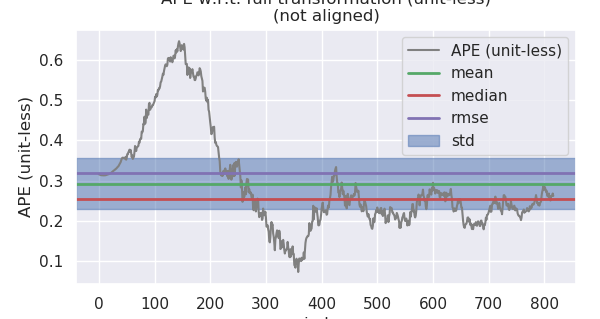 APE w.r.t. full transformation (unit-less)
(not aligned)
APE (unit-less)
0.6
0.5
0.4
0.3
0.2
0.1
0
100
200
300
400
500
600
700
800
APE (unit-less)
mean
median
rmse
std